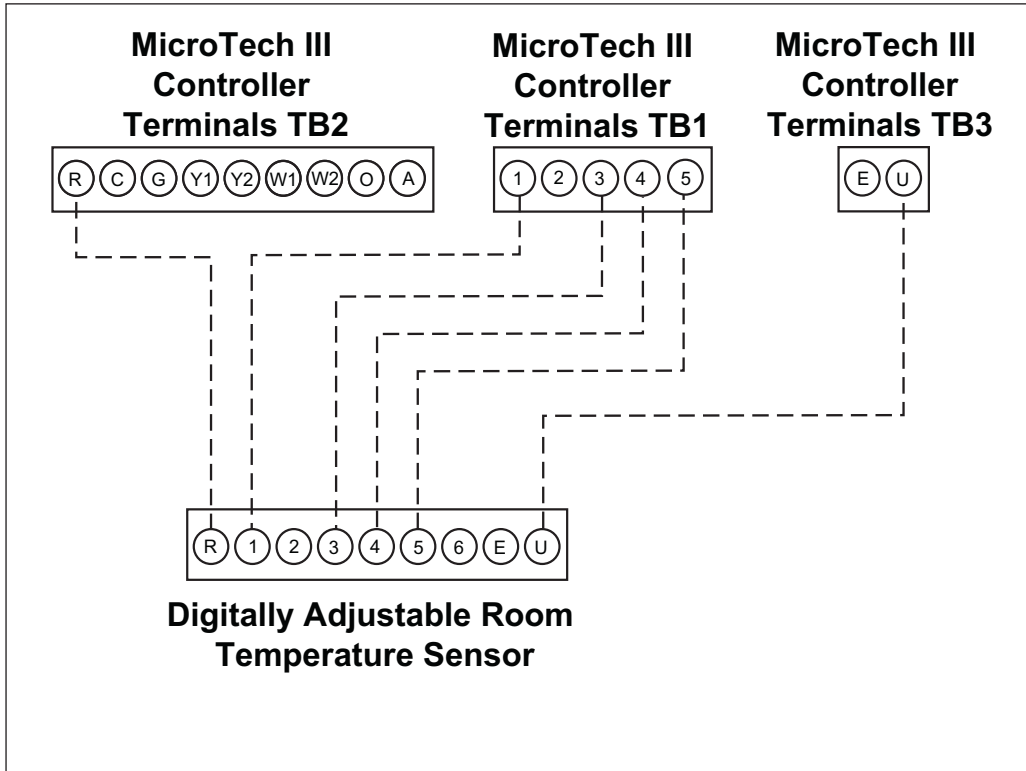 MicroTech III
Controller
Terminals TB2
MicroTech III
Controller
Terminals TB1
MicroTech III
Controller
Terminals TB3
R C G Y1 Y2 W1 W2 O A
1 2 3 4 5
E U
R 1 2 3 4 5 6 E U
Digitally Adjustable Room
Temperature Sensor